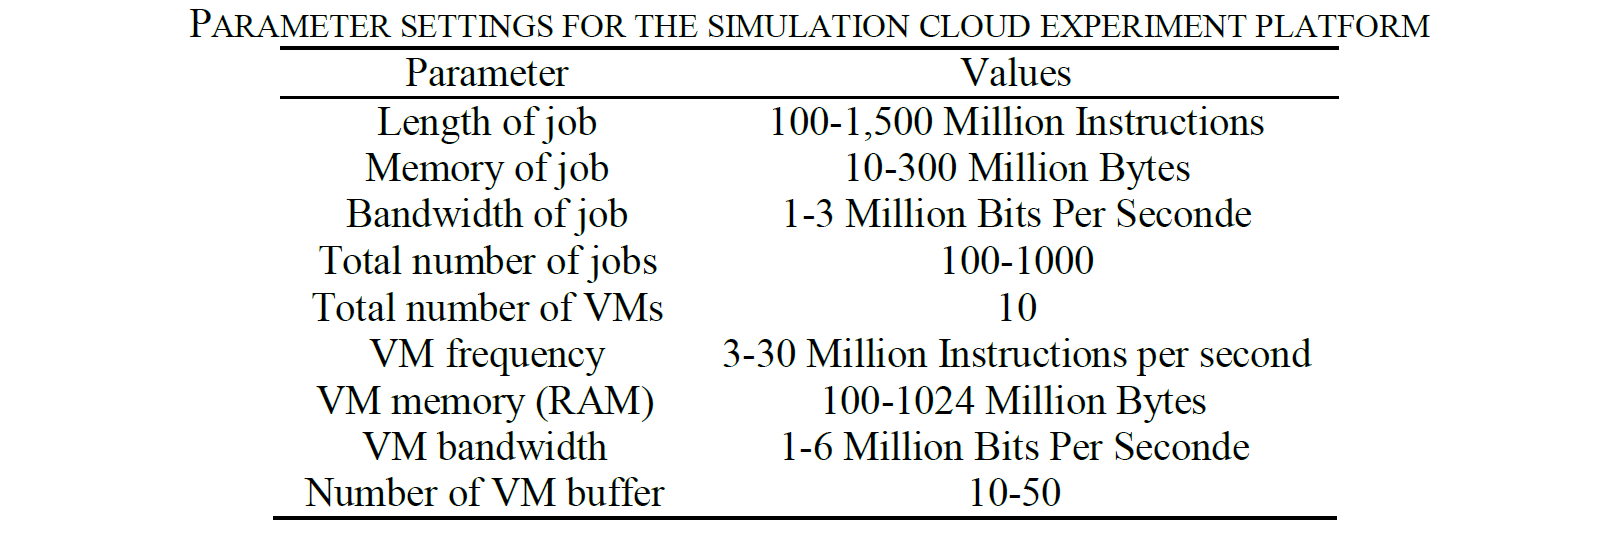 PARAMETER SETTINGS FOR THE SIMULATION CLOUD EXPERIMENT PLATFORM
Parameter Values
Length of job 100-1,500 Million Instructions
Memory of job 10-300 Million Bytes
Bandwidth of job 1-3 Million Bits Per Seconde
Total number of jobs 100-1000
Total number of VMs 10
VM frequency 3-30 Million Instructions per second
VM memory (RAM) 100-1024 Million Bytes
VM bandwidth 1-6 Million Bits Per Seconde
Number of VM buffer 10-50